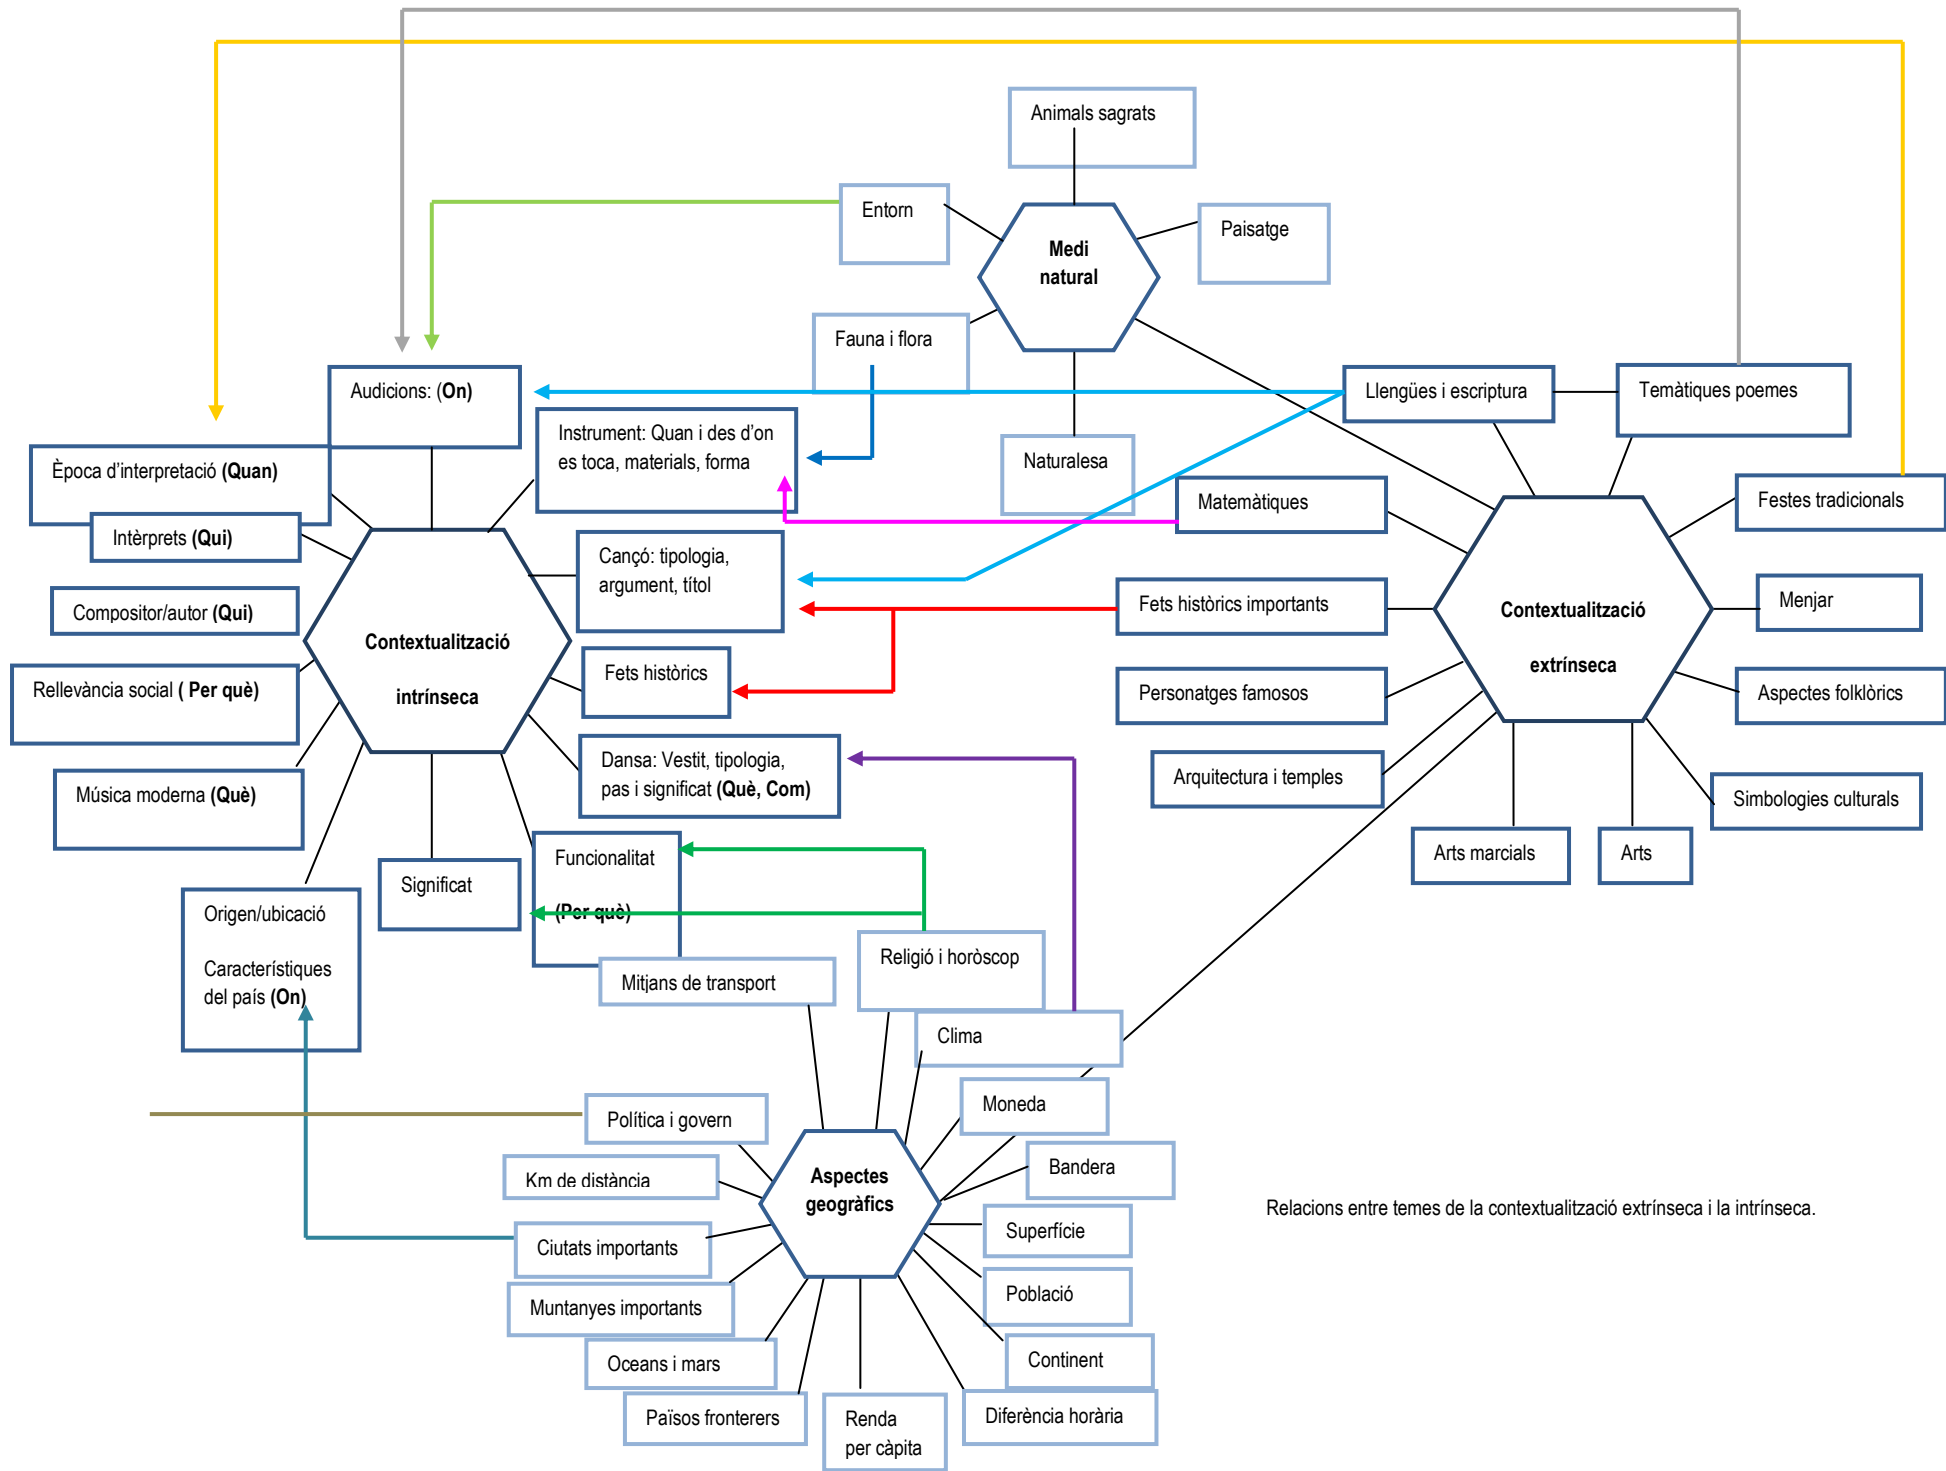 Animals sagrats
Entorn
Paisatge
Medi
natural
Fauna i flora
Naturalesa
Audicions: (On)
Instrument: Quan i des d’on
es toca, materials, forma
Època d’interpretació (Quan)
Intèrprets (Qui)
Cançó: tipologia,
argument, títol
Compositor/autor (Qui)
Contextualització
intrínseca
Fets històrics
Rellevància social ( Per què)
Dansa: Vestit, tipologia,
pas i significat (Què, Com)
Música moderna (Què)
Funcionalitat
(Per què)
Significat
Origen/ubicació
Característiques
del país (On)
Llengües i escriptura
Temàtiques poemes
Matemàtiques
Festes tradicionals
Fets històrics importants
Contextualització
extrínseca
Menjar
Personatges famosos
Aspectes folklòrics
Arquitectura i temples
Simbologies culturals
Arts marcials
Arts
Mitjans de transport
Religió i horòscop
Clima
Moneda
Política i govern
Bandera
Km de distància
Aspectes
geogràfics
Superfície
Ciutats importants
Població
Muntanyes importants
Continent
Oceans i mars
Països fronterers
Renda
per càpita
Diferència horària
Relacions entre temes de la contextualització extrínseca i la intrínseca.